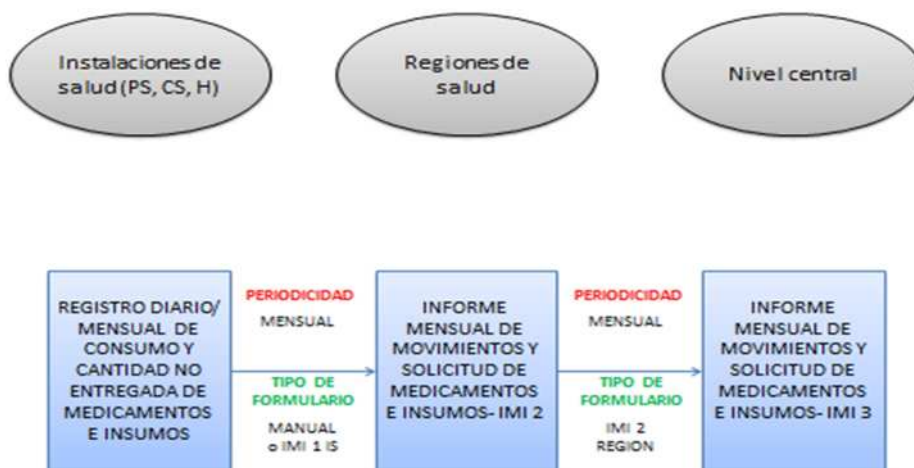 Instalaciones de
salud (PS, CS, H)
Regiones de
salud
Nivel central
REGISTRO DIARIO/
MENSUAL DE
CONSUMO Y
CANTIDAD NO
ENTREGADA DE
MEDICAMENTOS
E INSUMOS
PERIODICIDAD
MENSUAL
TIPO DE
FORMULARIO
MANUAL
o IMI 1 IS
INFORME
MENSUAL DE
MOVIMIENTOS Y
SOLICITUD DE
MEDICAMENTOS
E INSUMOS- IMI 2
PERIODICIDAD
MENSUAL
TIPO DE
FORMULARIO
IMI 2
REGION
INFORME
MENSUAL DE
MOVIMIENTOS Y
SOLICITUD DE
MEDICAMENTOS
E INSUMOS- IMI 3